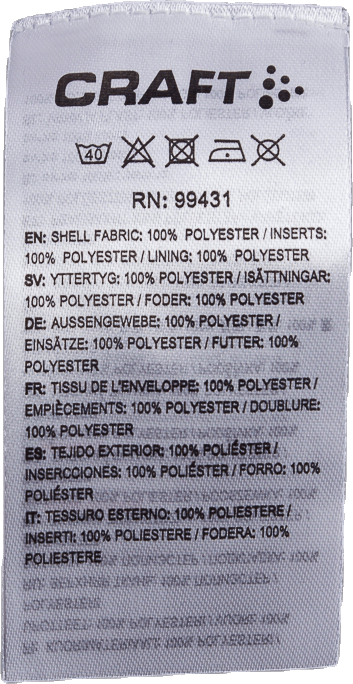 CRAFT
40
RN: 99431
EN: SHELL FABRIC: 100% POLYESTER / INSERTS:
100% POLYESTER / LINING: 100% POLYESTER
SV: YTTERTYG: 100% POLYESTER / ISÄTTNINGAR:
100% POLYESTER / FODER: 100% POLYESTER
DE: AUSSENGEWEBE: 100% POLYESTER /
EINSÄTZE: 100% POLYESTER / FUTTER: 100%
POLYESTER
FR: TISSU DE L'ENVELOPPE: 100% POLYESTER /
EMPIÈCEMENTS: 100% POLYESTER / DOUBLURE:
100% POLYESTER
ES: TEJIDO EXTERIOR: 100% POLIÉSTER /
INSERCCIONES: 100% POLIÉSTER / FORRO: 100%
POLIÉSTER
IT: TESSURO ESTERNO: 100% POLIESTERE /
INSERTI: 100% POLIESTERE / FODERA: 100%
POLIESTERE